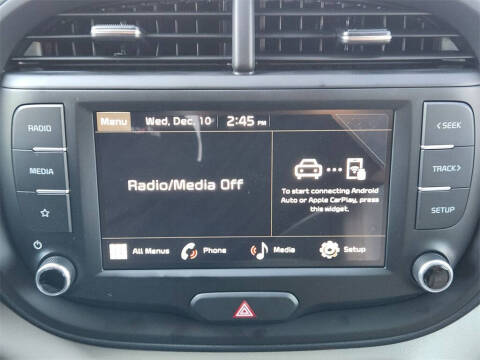 Menu Wed, Dec. 10 2:45 PM
RADIO
MEDIA
Radio/Media Off
To start connecting Android
Auto or Apple CarPlay, press
this widget.
< SEEK
TRACK >
SETUP
All Menus Phone Media Setup